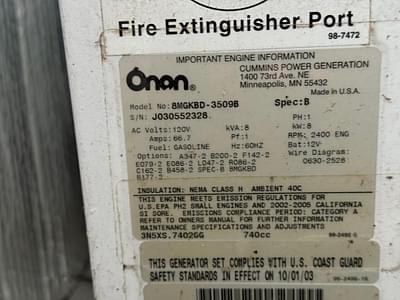 Fire Extinguisher Port
98-7472
IMPORTANT ENGINE INFORMATION
Onan
CUMMINS POWER GENERATION
1400 73rd Ave. NE
Minneapolis, MN 55432
Made in U.S.A.
Model No: 8MGKBD-3509B Spec:B
S/N: J030552328
AC Volts: 120V kVA:8 PH:1
Amps: 66.7 pf:1 kW:8
Fuel: GASOLINE Hz:60HZ RPM: 2400 ENG
Options: A347-2 B200-2 F142-2 Bat:12V-
E079-2 ED86-2 L047-2 R086-2 Wire Diagram:
C162-2 B458-2 SPEC-B 8MGKBD 0630-2528
R177-2
INSULATION: NEMA CLASS H AMBIENT 40C
THIS ENGINE MEETS EMISSION REGULATIONS FOR
U.S.EPA PH2 SMALL ENGINES AND 2002-2005 CALIFORNIA
SI SORE. EMISSIONS COMPLIANCE PERIOD: CATEGORY A
REFER TO OWNERS MANUAL FOR FURTHER INFORMATION
MAINTENANCE SPECIFICATIONS AND ADJUSTMENTS
3N5XS.7402GG 740cc
THIS GENERATOR SET COMPLIES WITH U.S. COAST GUARD
SAFETY STANDARDS IN EFFECT ON 10/01/03